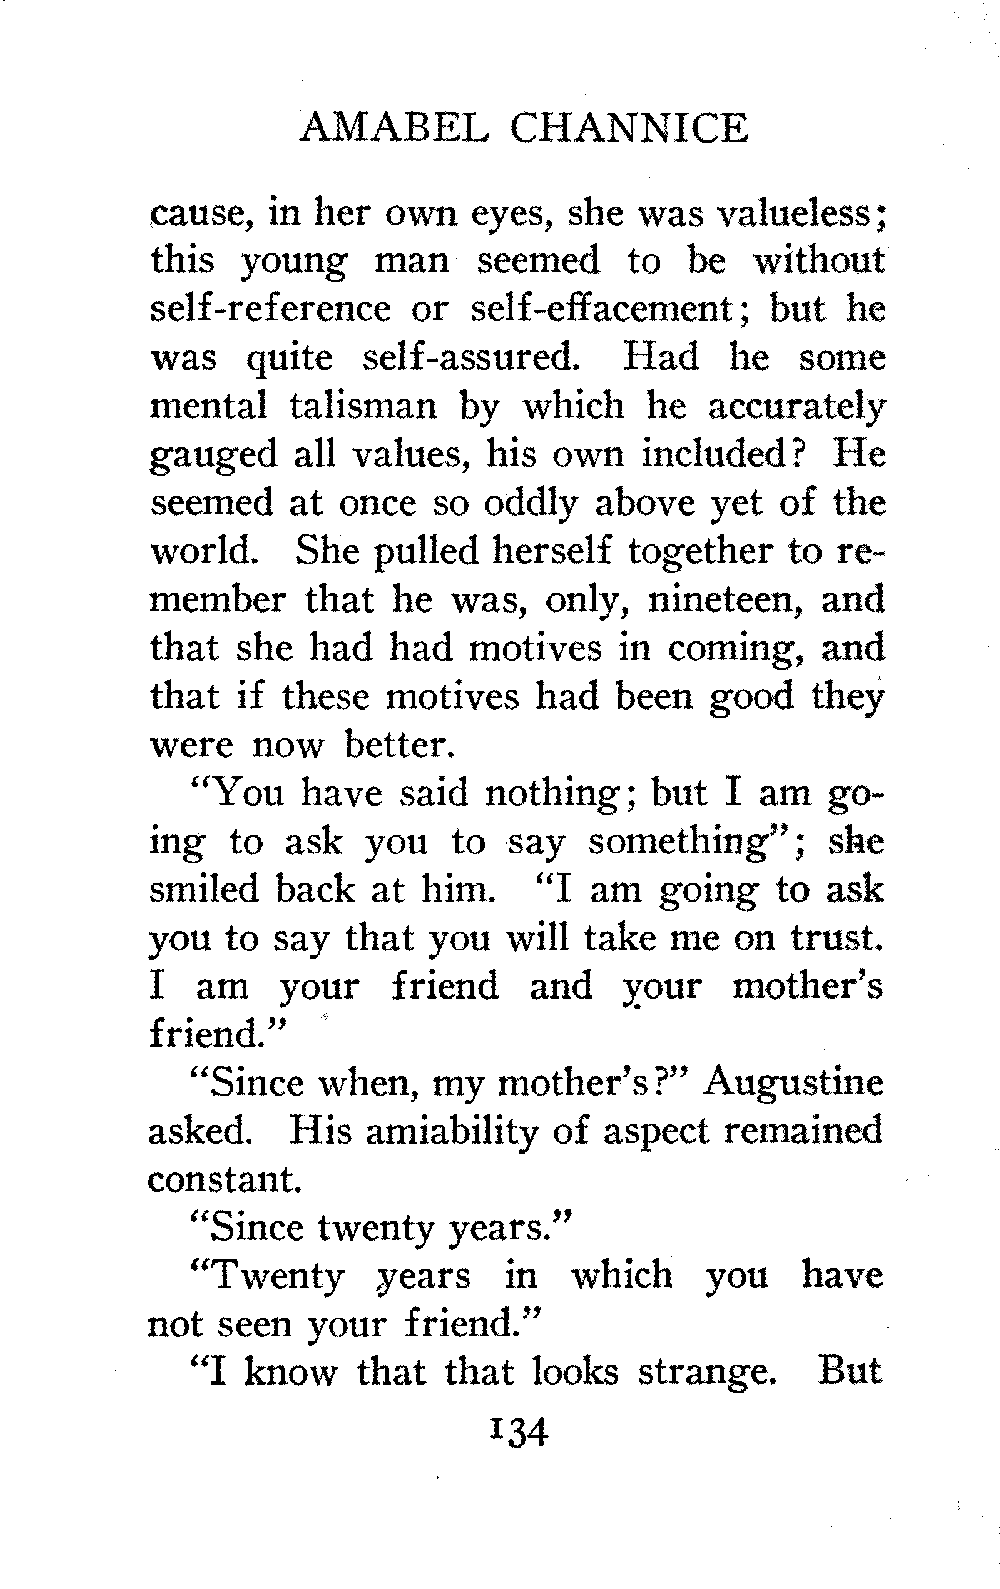 AMABEL CHANNICE
cause, in her own eyes, she was valueless;
this young man seemed to be without
self-reference or self-effacement; but he
was quite self-assured. Had he some
mental talisman by which he accurately
gauged all values, his own included? He
seemed at once so oddly above yet of the
world. She pulled herself together to re-
member that he was, only, nineteen, and
that she had had motives in coming, and
that if these motives had been good they
were now better.
“You have said nothing; but I am go-
ing to ask you to say something”; she
smiled back at him. “I am going to ask
you to say that you will take me on trust.
I am your friend and your mother’s
friend.”
“Since when, my mother’s?” Augustine
asked. His amiability of aspect remained
constant.
“Since twenty years.”
“Twenty years in which you have
not seen your friend.”
“I know that that looks strange. But
134